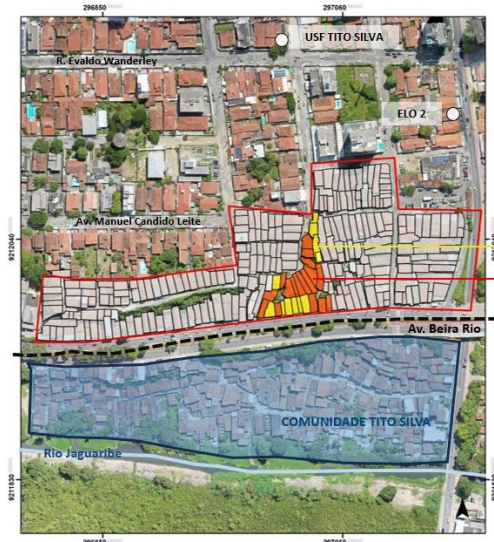 296850
297060
USF TITO SILVA
R. Evaldo Wanderley
ELO 2
Av. Manuel Candido Leite
9212040
Av. Beira Rio
COMUNIDADE TITO SILVA
Rio Jaguaribe
9211830
297060